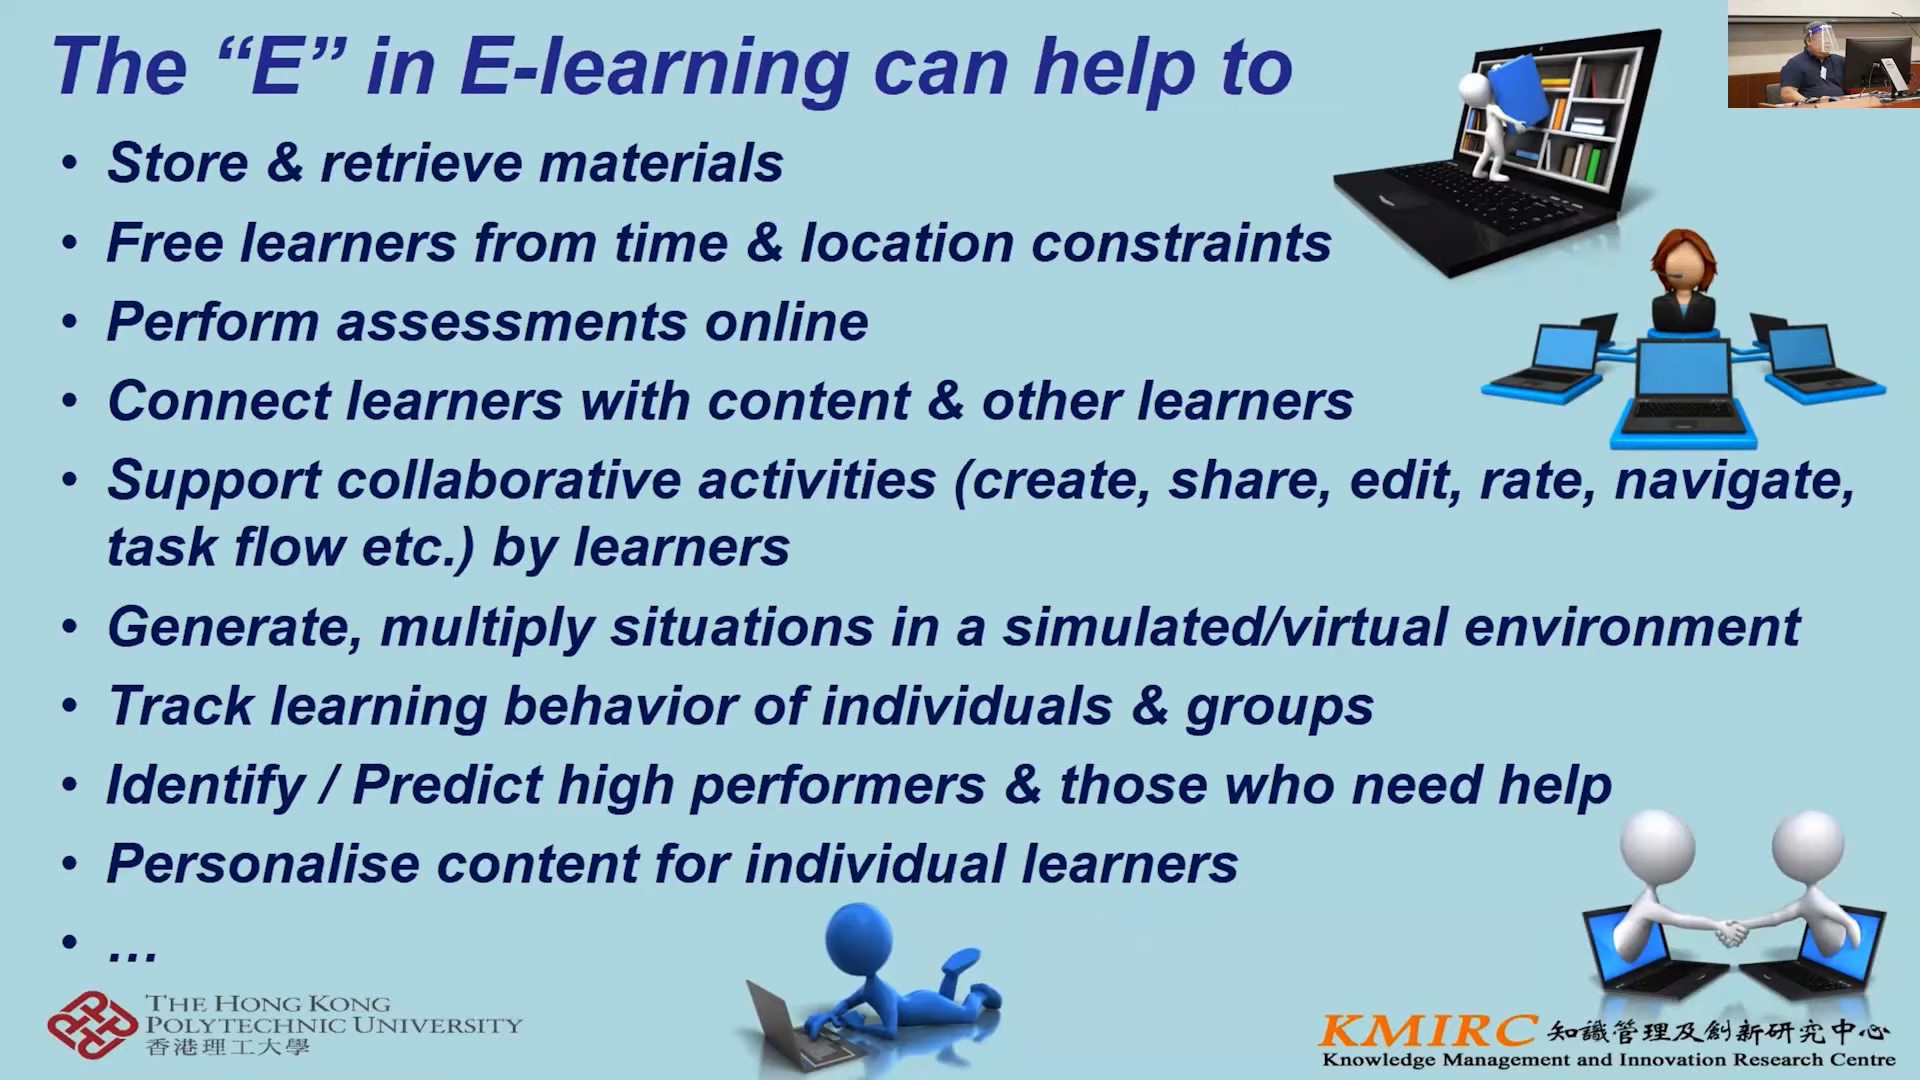 The “E” in E-learning can help to
• Store & retrieve materials
• Free learners from time & location constraints
• Perform assessments online
• Connect learners with content & other learners
• Support collaborative activities (create, share, edit, rate, navigate,
task flow etc.) by learners
• Generate, multiply situations in a simulated/virtual environment
• Track learning behavior of individuals & groups
• Identify / Predict high performers & those who need help
• Personalise content for individual learners
• …
THE HONG KONG
POLYTECHNIC UNIVERSITY
香港理工大學
KMIRC 知識管理及創新研究中心
Knowledge Management and Innovation Research Centre